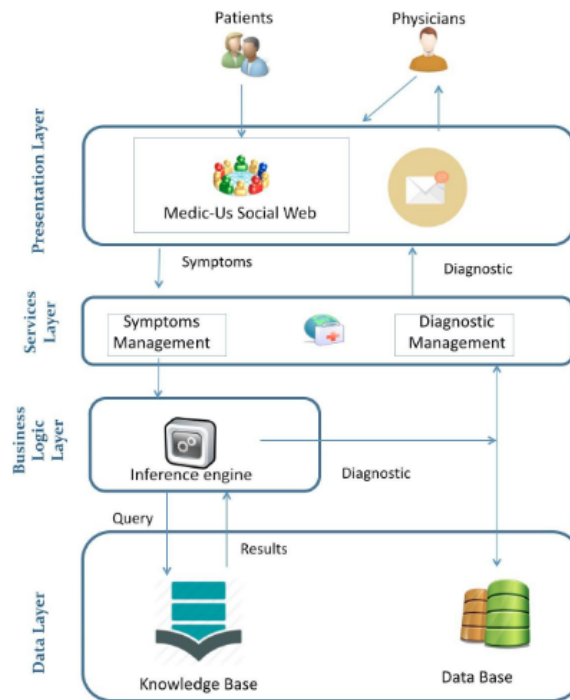 Patients
Physicians
Presentation Layer
Medic-Us Social Web
Symptoms
Diagnostic
Services
Layer
Symptoms
Management
Diagnostic
Management
Business
Logic
Layer
Inference engine
Diagnostic
Query
Results
Data Layer
Knowledge Base
Data Base